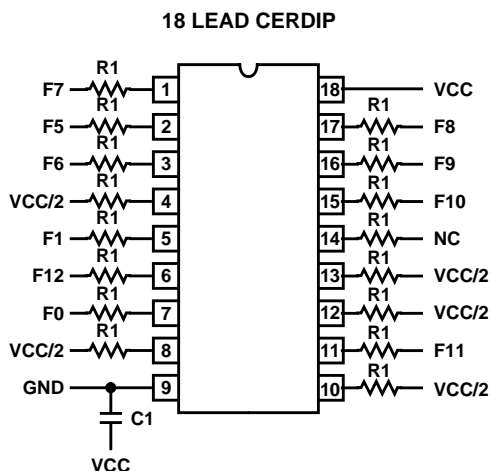 18 LEAD CERDIP
F7 R1 1 18 VCC
F5 R1 2 17 R1 F8
F6 R1 3 16 R1 F9
VCC/2 R1 4 15 R1 F10
F1 R1 5 14 R1 NC
F12 R1 6 13 R1 VCC/2
F0 R1 7 12 R1 VCC/2
VCC/2 R1 8 11 R1 F11
GND 9 10 R1 VCC/2
C1
VCC